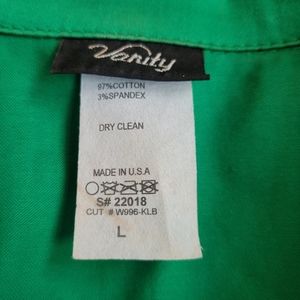 Vanity
97%COTTON
3%SPANDEX
DRY CLEAN
MADE IN U.S.A
S# 22018
CUT # W996-KLB
L